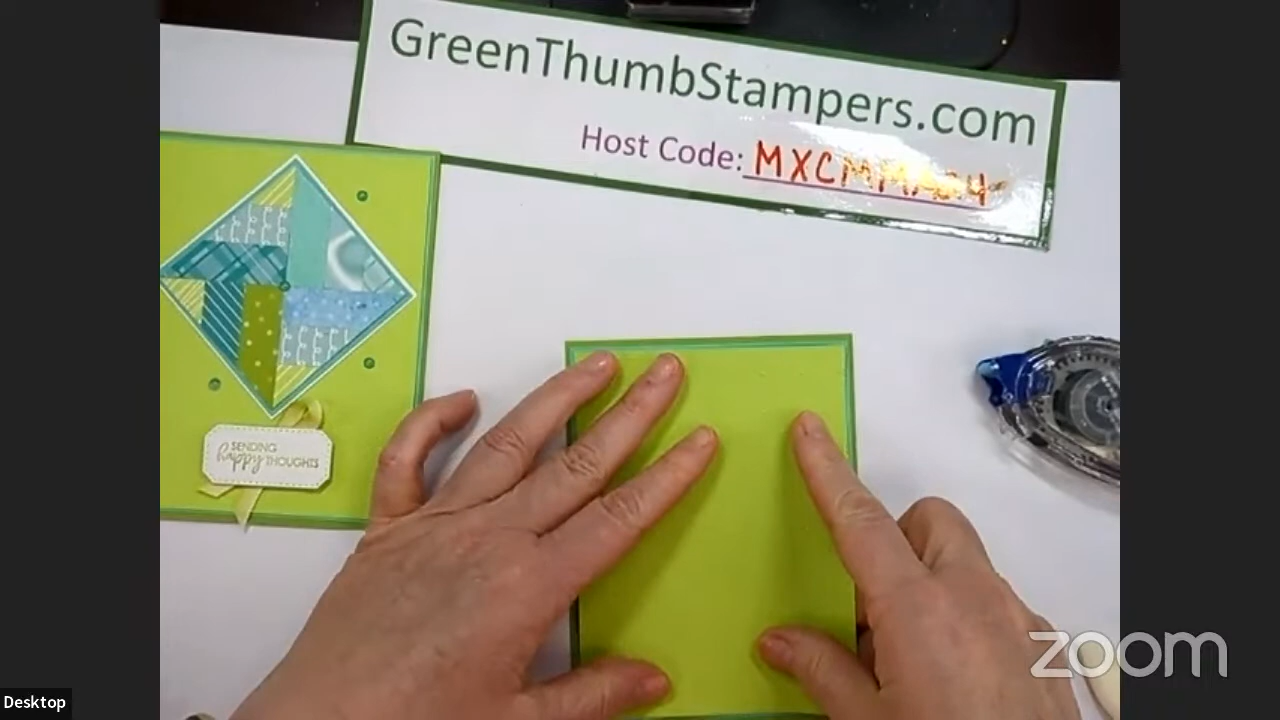 GreenThumbStampers.com
Host Code:
SENDING
happy THOUGHTS
zoom
Desktop